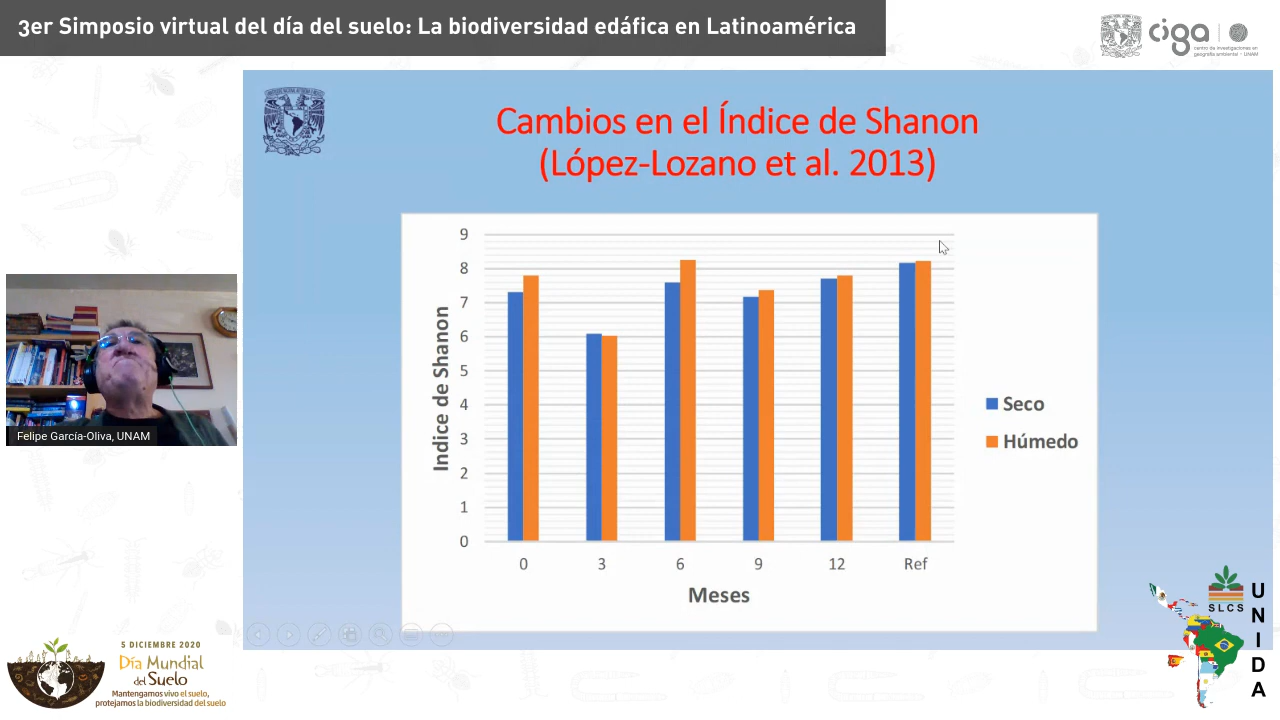 3er Simposio virtual del día del suelo: La biodiversidad edáfica en Latinoamérica
ciga
centro de investigaciones en
geografía ambiental - UNAM
Cambios en el Índice de Shanon
(López-Lozano et al. 2013)
9
8
7
6
5
4
3
2
1
0
Indice de Shanon
0 3 6 9 12 Ref
Meses
Seco
Húmedo
Felipe García-Oliva, UNAM
5 DICIEMBRE 2020
Día Mundial
del Suelo
Mantengamos vivo el suelo,
protejamos la biodiversidad del suelo
SLCS
UNIDA